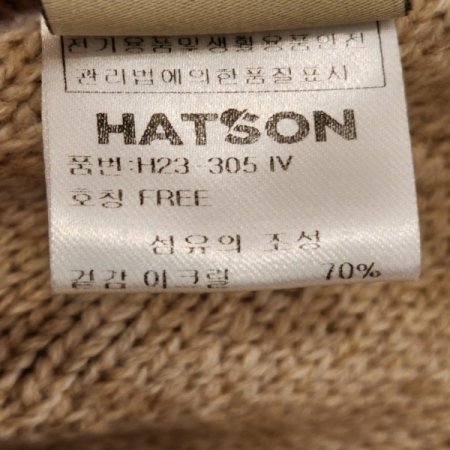 전기용품및생활용품안전
관리법에의한품질표시
HATSON
품번:H23-305 IV
호칭 FREE
섬유의 조성
겉감 아크릴 70%